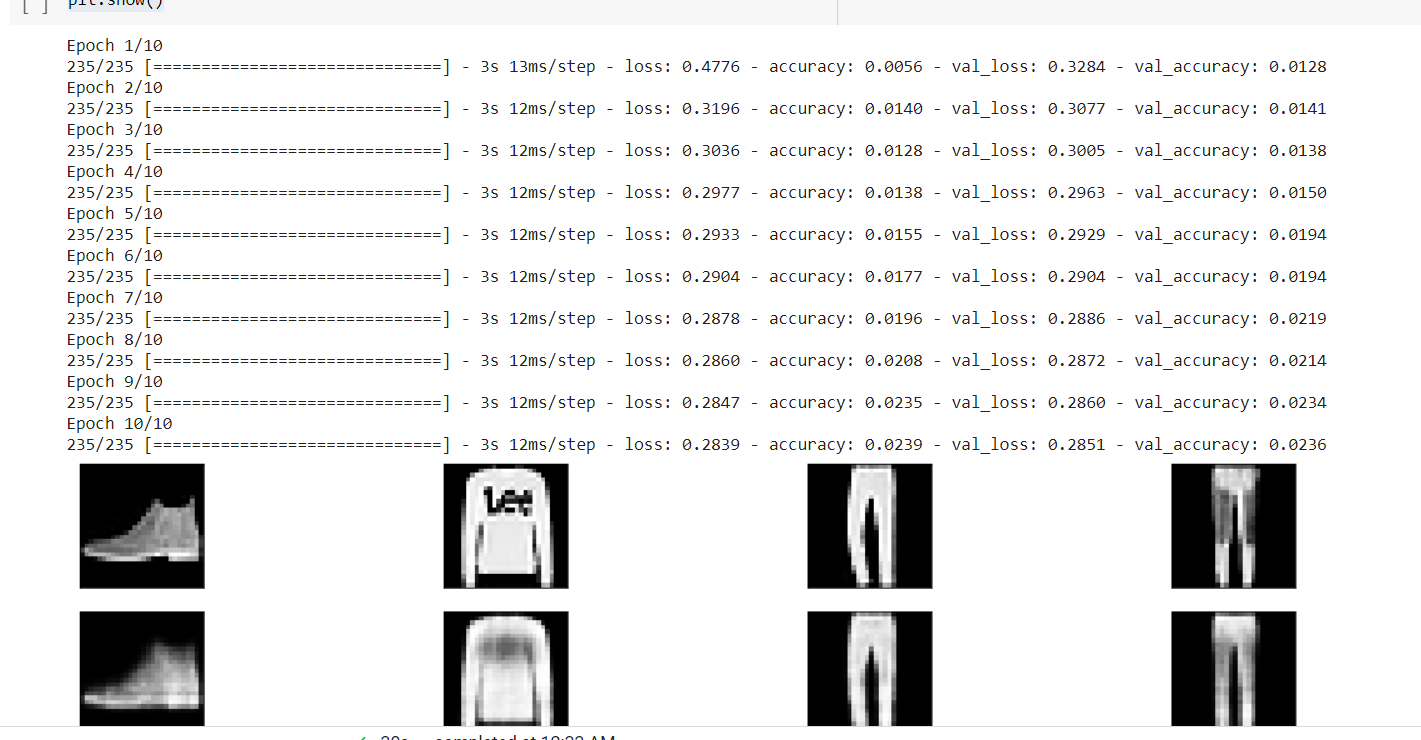 [ ] plt.show()
Epoch 1/10
235/235 [==============================] - 3s 13ms/step - loss: 0.4776 - accuracy: 0.0056 - val_loss: 0.3284 - val_accuracy: 0.0128
Epoch 2/10
235/235 [==============================] - 3s 12ms/step - loss: 0.3196 - accuracy: 0.0140 - val_loss: 0.3077 - val_accuracy: 0.0141
Epoch 3/10
235/235 [==============================] - 3s 12ms/step - loss: 0.3036 - accuracy: 0.0128 - val_loss: 0.3005 - val_accuracy: 0.0138
Epoch 4/10
235/235 [==============================] - 3s 12ms/step - loss: 0.2977 - accuracy: 0.0138 - val_loss: 0.2963 - val_accuracy: 0.0150
Epoch 5/10
235/235 [==============================] - 3s 12ms/step - loss: 0.2933 - accuracy: 0.0155 - val_loss: 0.2929 - val_accuracy: 0.0194
Epoch 6/10
235/235 [==============================] - 3s 12ms/step - loss: 0.2904 - accuracy: 0.0177 - val_loss: 0.2904 - val_accuracy: 0.0194
Epoch 7/10
235/235 [==============================] - 3s 12ms/step - loss: 0.2878 - accuracy: 0.0196 - val_loss: 0.2886 - val_accuracy: 0.0219
Epoch 8/10
235/235 [==============================] - 3s 12ms/step - loss: 0.2860 - accuracy: 0.0208 - val_loss: 0.2872 - val_accuracy: 0.0214
Epoch 9/10
235/235 [==============================] - 3s 12ms/step - loss: 0.2847 - accuracy: 0.0235 - val_loss: 0.2860 - val_accuracy: 0.0234
Epoch 10/10
235/235 [==============================] - 3s 12ms/step - loss: 0.2839 - accuracy: 0.0239 - val_loss: 0.2851 - val_accuracy: 0.0236
Lee
completed at